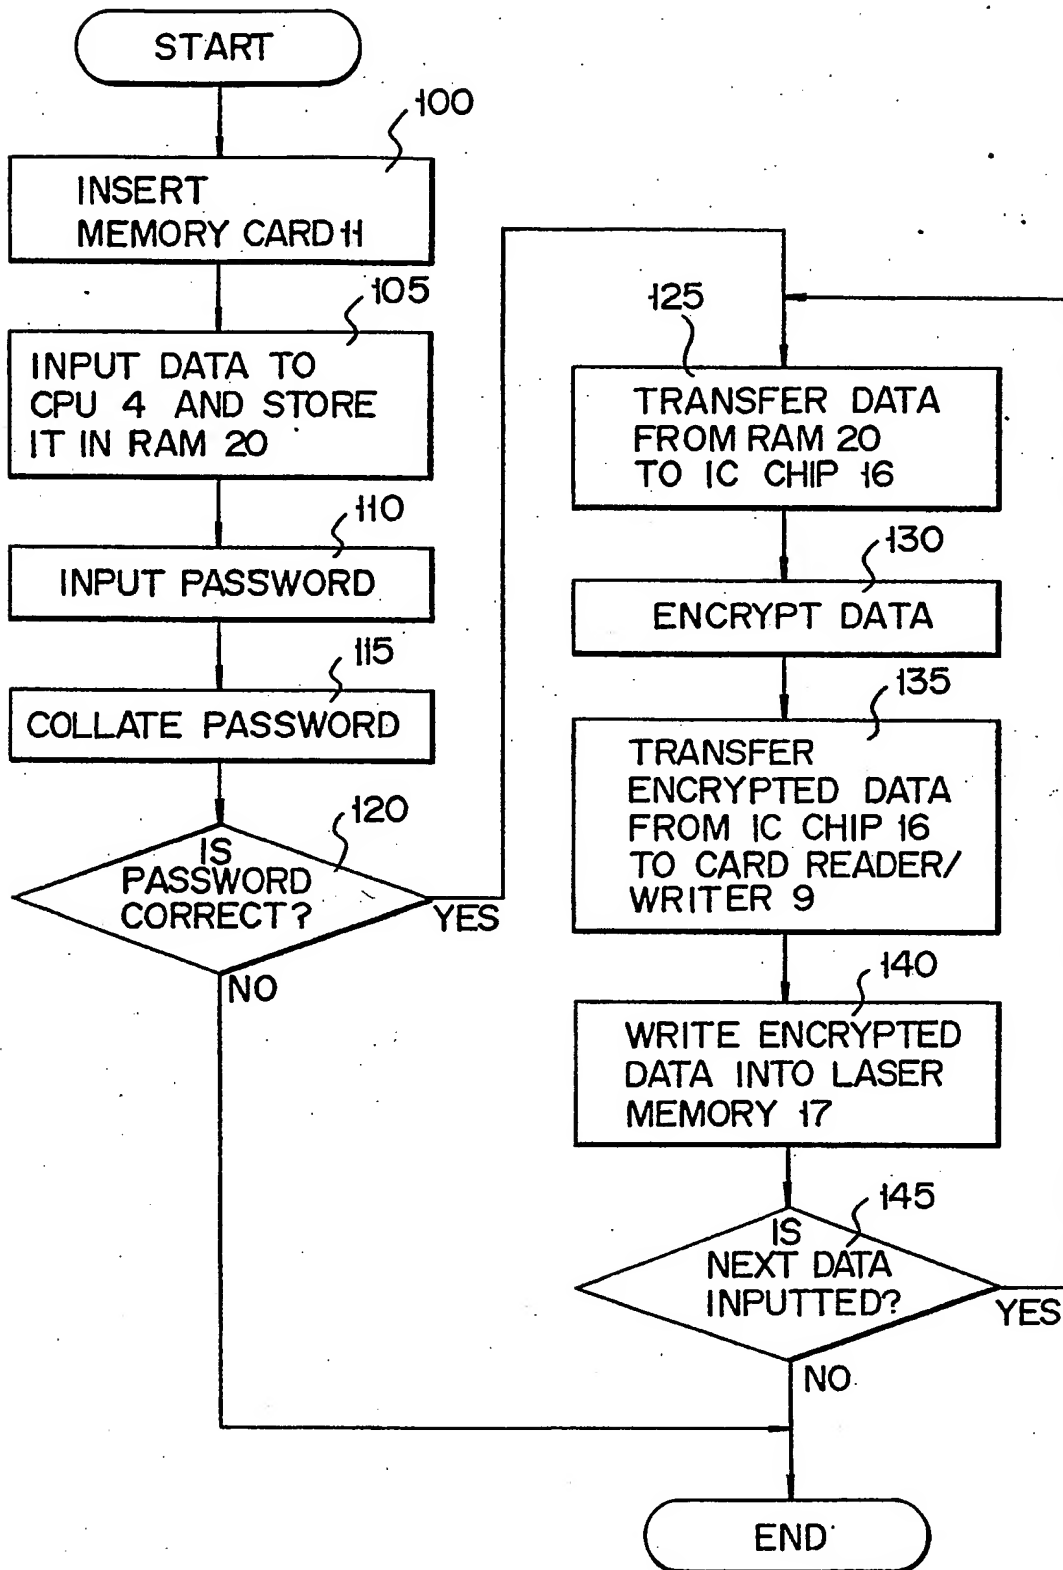 START
100
INSERT
MEMORY CARD 11
105
INPUT DATA TO
CPU 4 AND STORE
IT IN RAM 20
110
INPUT PASSWORD
115
COLLATE PASSWORD
120
IS
PASSWORD
CORRECT?
YES
NO
125
TRANSFER DATA
FROM RAM 20
TO IC CHIP 16
130
ENCRYPT DATA
135
TRANSFER
ENCRYPTED DATA
FROM IC CHIP 16
TO CARD READER/
WRITER 9
140
WRITE ENCRYPTED
DATA INTO LASER
MEMORY 17
145
IS
NEXT DATA
INPUTTED?
YES
NO
END